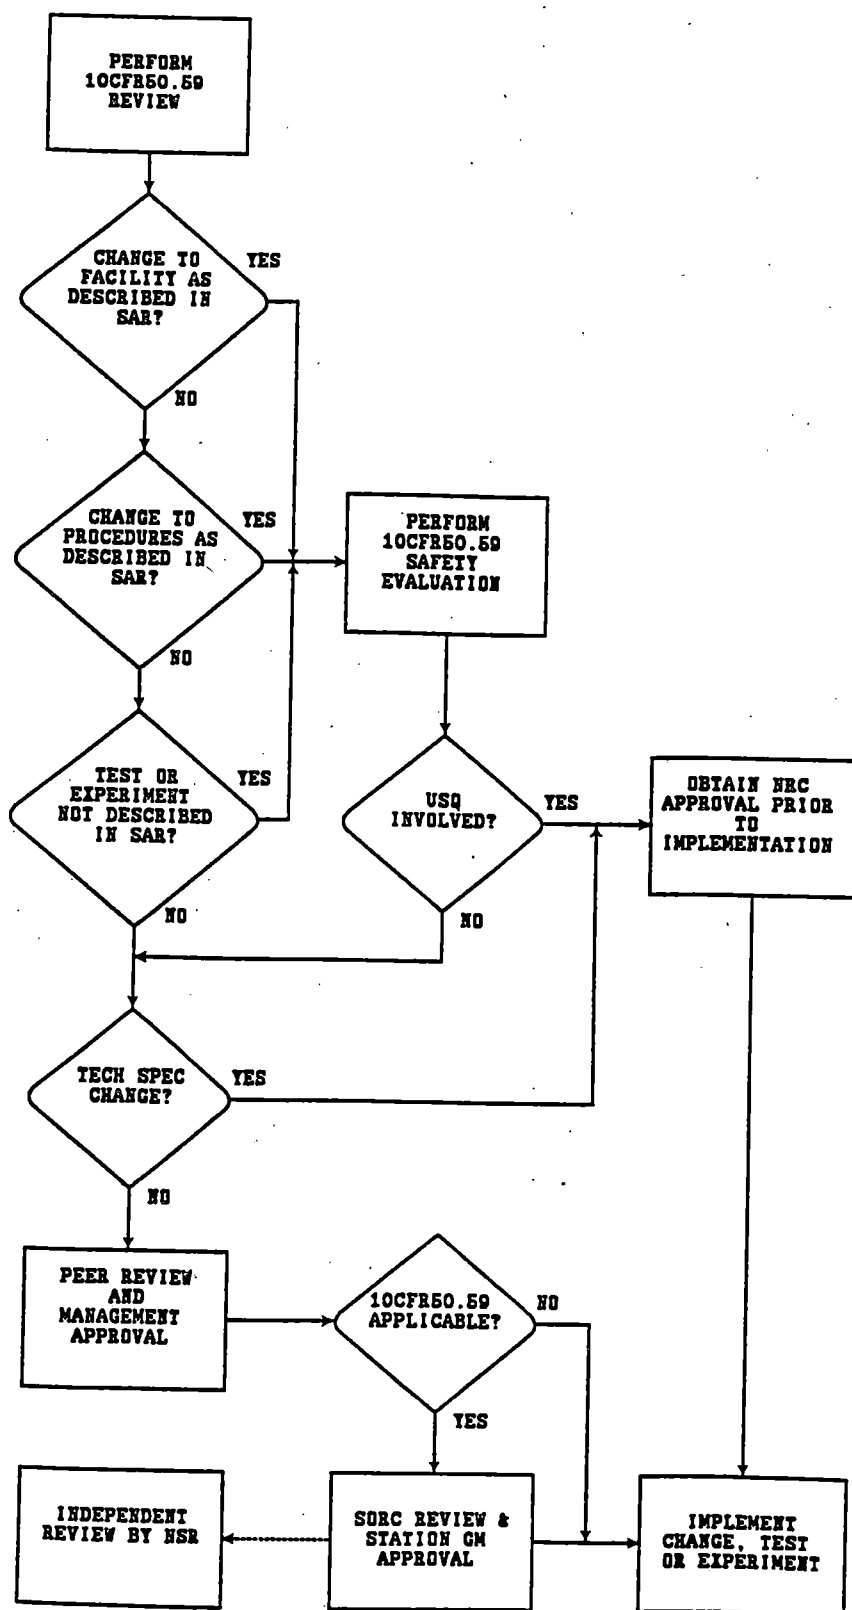 PERFORM
10CFR50.59
REVIEW
CHANGE TO
FACILITY AS
DESCRIBED IN
SAR?
YES
NO
CHANGE TO
PROCEDURES AS
DESCRIBED IN
SAR?
YES
NO
PERFORM
10CFR50.59
SAFETY
EVALUATION
TEST OR
EXPERIMENT
NOT DESCRIBED
IN SAR?
YES
NO
USQ
INVOLVED?
YES
NO
OBTAIN NRC
APPROVAL PRIOR
TO
IMPLEMENTATION
TECH SPEC
CHANGE?
YES
NO
PEER REVIEW
AND
MANAGEMENT
APPROVAL
10CFR50.59
APPLICABLE?
NO
YES
INDEPENDENT
REVIEW BY NSR
SORC REVIEW &
STATION GM
APPROVAL
IMPLEMENT
CHANGE, TEST
OR EXPERIMENT